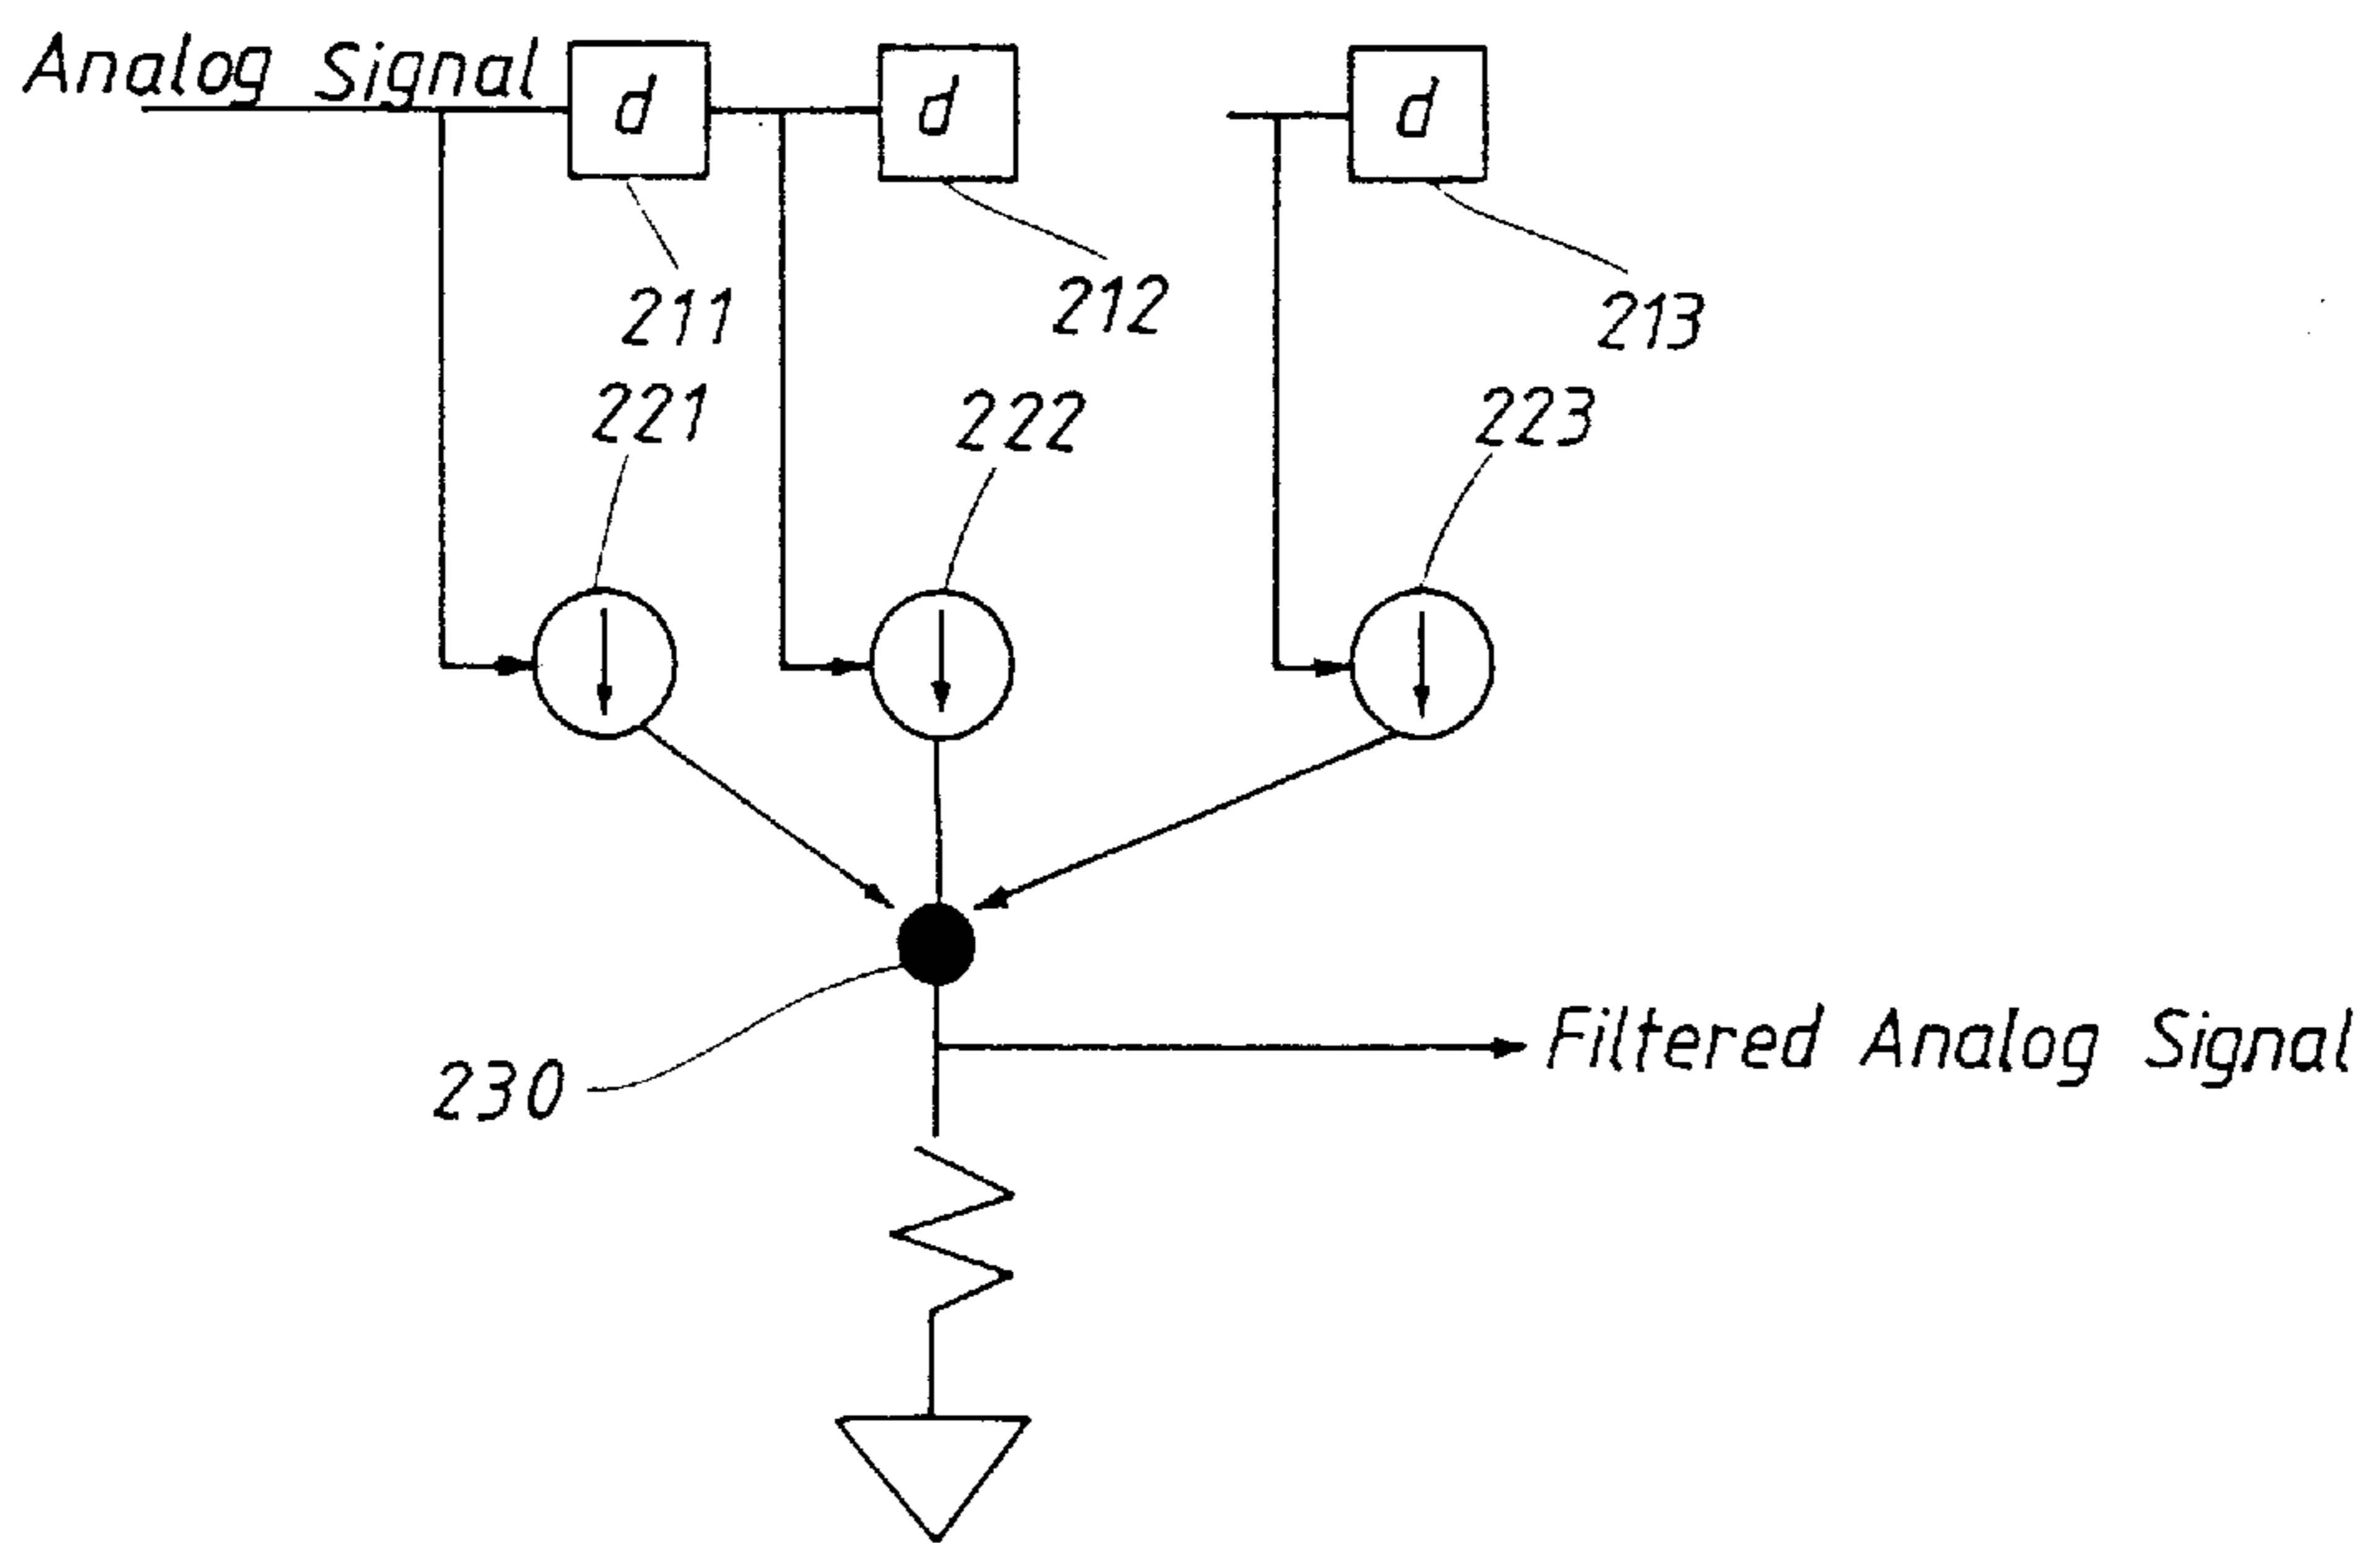 Analog Signal
d
d
d
211
212
213
221
222
223
230
Filtered Analog Signal